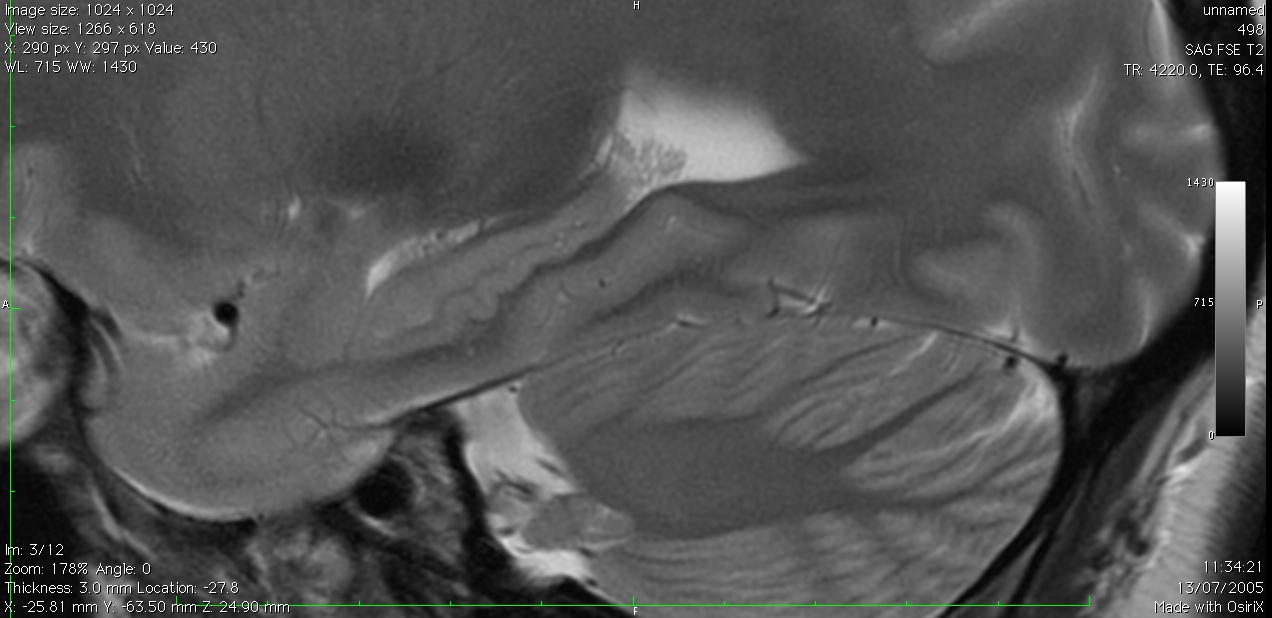 Image size: 1024 x 1024
View size: 1266 x 618
X: 290 px Y: 297 px Value: 430
WL: 715 WW: 1430
H
unnamed
498
SAG FSE T2
TR: 4220.0, TE: 96.4
A
P
1430
715
0
Im: 3/12
Zoom: 178% Angle: 0
Thickness: 3.0 mm Location: -27.8
X: -25.81 mm Y: -63.50 mm Z: 24.90 mm
F
11:34:21
13/07/2005
Made with OsiriX